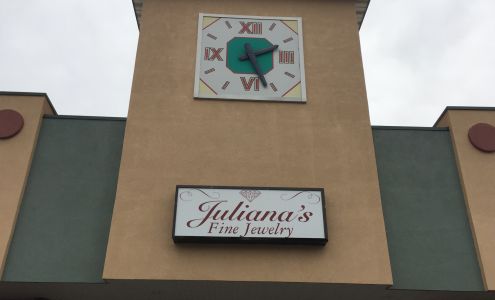 XII
IX III
VI
Juliana's
Fine Jewelry